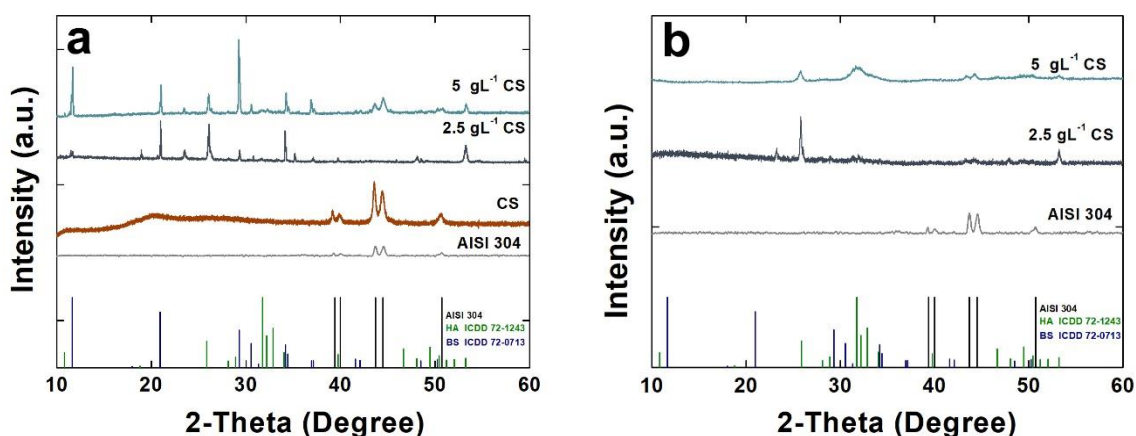 a
5 gL⁻¹ CS
2.5 gL⁻¹ CS
CS
AISI 304
AISI 304
HA ICDD 72-1243
BS ICDD 72-0713
Intensity (a.u.)
10 20 30 40 50 60
2-Theta (Degree)
b
5 gL⁻¹ CS
2.5 gL⁻¹ CS
AISI 304
AISI 304
HA ICDD 72-1243
BS ICDD 72-0713
Intensity (a.u.)
10 20 30 40 50 60
2-Theta (Degree)